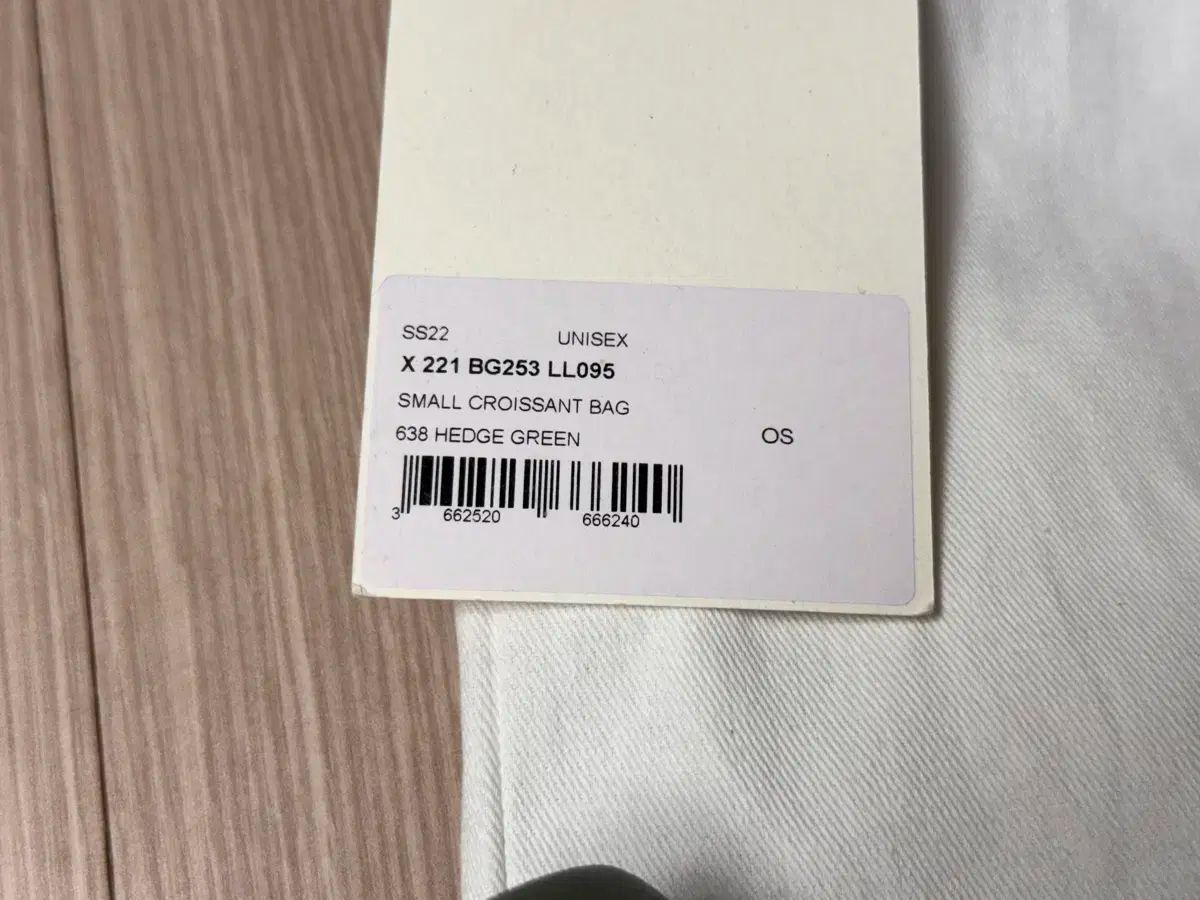 SS22 UNISEX
X 221 BG253 LL095
SMALL CROISSANT BAG
638 HEDGE GREEN OS
3 662520 666240